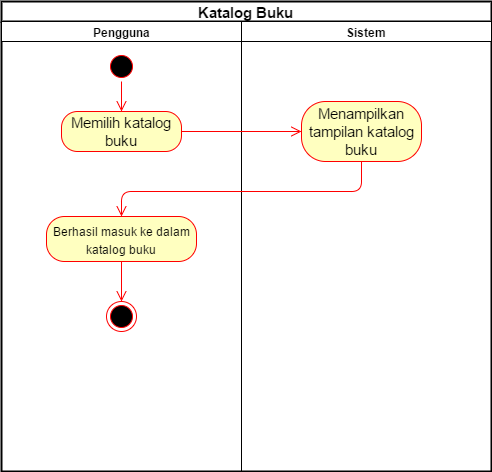 Katalog Buku
Pengguna
Sistem
Memilih katalog
buku
Menampilkan
tampilan katalog
buku
Berhasil masuk ke dalam
katalog buku